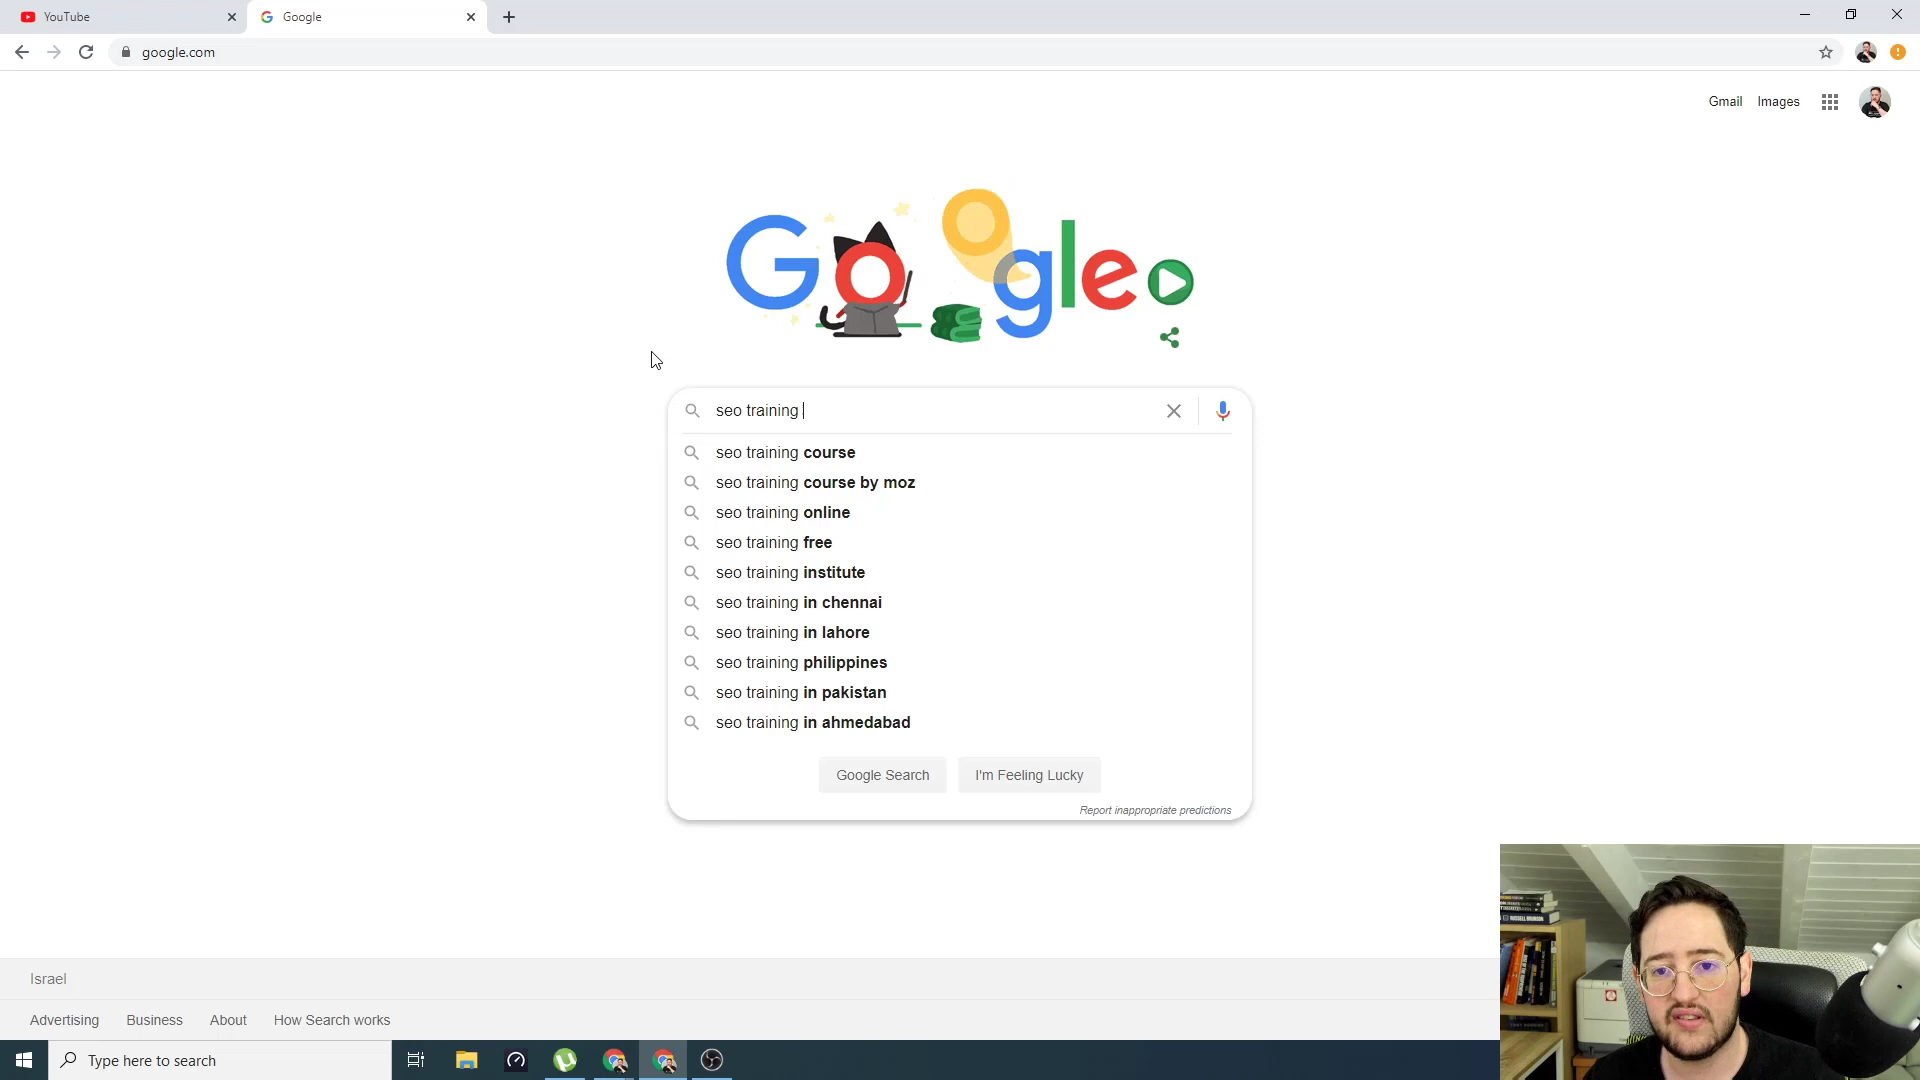 YouTube
Google
google.com
Gmail Images
Google
seo training
seo training course
seo training course by moz
seo training online
seo training free
seo training institute
seo training in chennai
seo training in lahore
seo training philippines
seo training in pakistan
seo training in ahmedabad
Google Search
I'm Feeling Lucky
Report inappropriate predictions
RUSSELL BRUNSON
Israel
Advertising Business About How Search works
Type here to search